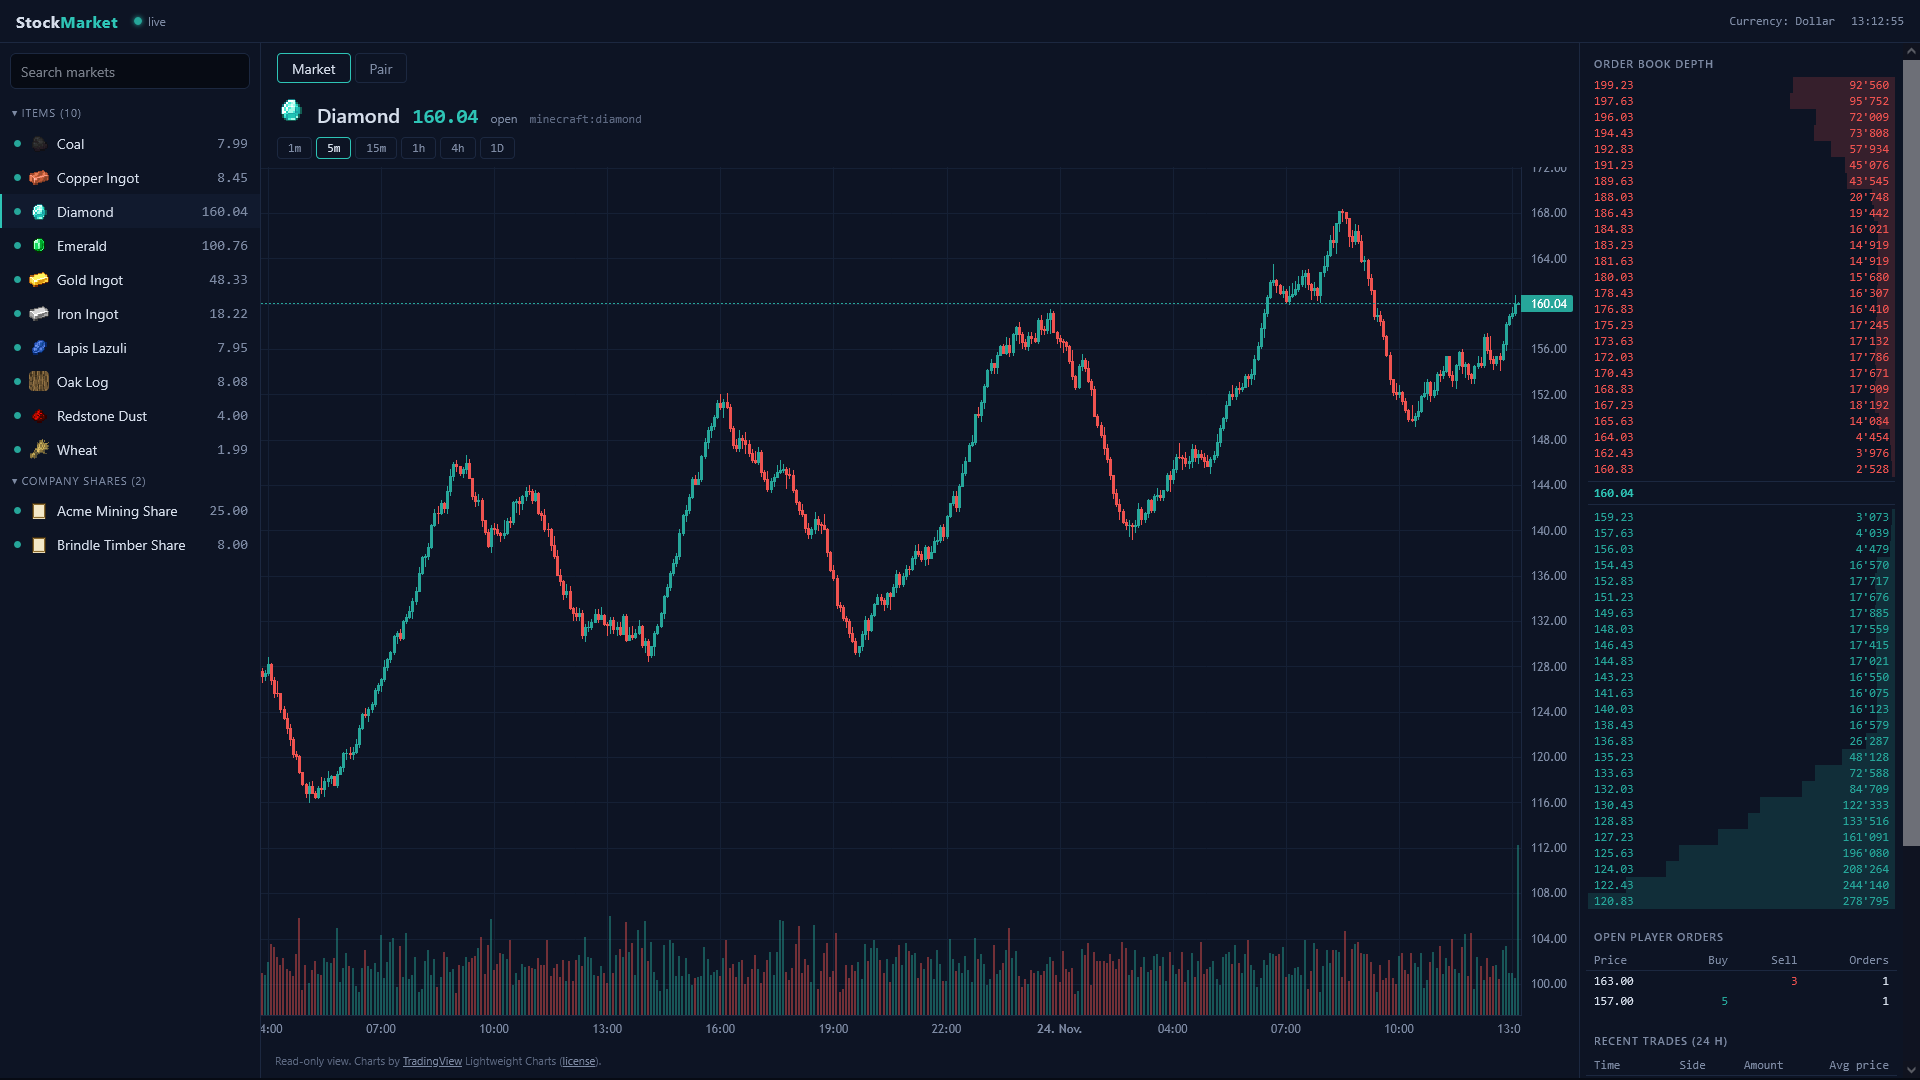 StockMarket
live
Currency: Dollar 13:12:55
Search markets
▾ ITEMS (10)
Coal 7.99
Copper Ingot 8.45
Diamond 160.04
Emerald 100.76
Gold Ingot 48.33
Iron Ingot 18.22
Lapis Lazuli 7.95
Oak Log 8.08
Redstone Dust 4.00
Wheat 1.99
▾ COMPANY SHARES (2)
Acme Mining Share 25.00
Brindle Timber Share 8.00
Market Pair
Diamond 160.04 open minecraft:diamond
1m 5m 15m 1h 4h 1D
172.00
168.00
164.00
160.04
156.00
152.00
148.00
144.00
140.00
136.00
132.00
128.00
124.00
120.00
116.00
112.00
108.00
104.00
100.00
4:00 07:00 10:00 13:00 16:00 19:00 22:00 24. Nov. 04:00 07:00 10:00 13:0
Read-only view. Charts by TradingView Lightweight Charts (license).
ORDER BOOK DEPTH
199.23 92'560
197.63 95'752
196.03 72'009
194.43 73'808
192.83 57'934
191.23 45'076
189.63 43'545
188.03 20'748
186.43 19'442
184.83 16'021
183.23 14'919
181.63 14'919
180.03 15'680
178.43 16'307
176.83 16'410
175.23 17'245
173.63 17'132
172.03 17'786
170.43 17'671
168.83 17'909
167.23 18'192
165.63 14'084
164.03 4'454
162.43 3'976
160.83 2'528
160.04
159.23 3'073
157.63 4'039
156.03 4'479
154.43 16'570
152.83 17'717
151.23 17'676
149.63 17'885
148.03 17'559
146.43 17'415
144.83 17'021
143.23 16'550
141.63 16'075
140.03 16'123
138.43 16'579
136.83 26'287
135.23 48'128
133.63 72'588
132.03 84'709
130.43 122'333
128.83 133'516
127.23 161'091
125.63 196'080
124.03 208'264
122.43 244'140
120.83 278'795
OPEN PLAYER ORDERS
Price Buy Sell Orders
163.00 3 1
157.00 5 1
RECENT TRADES (24 H)
Time Side Amount Avg price